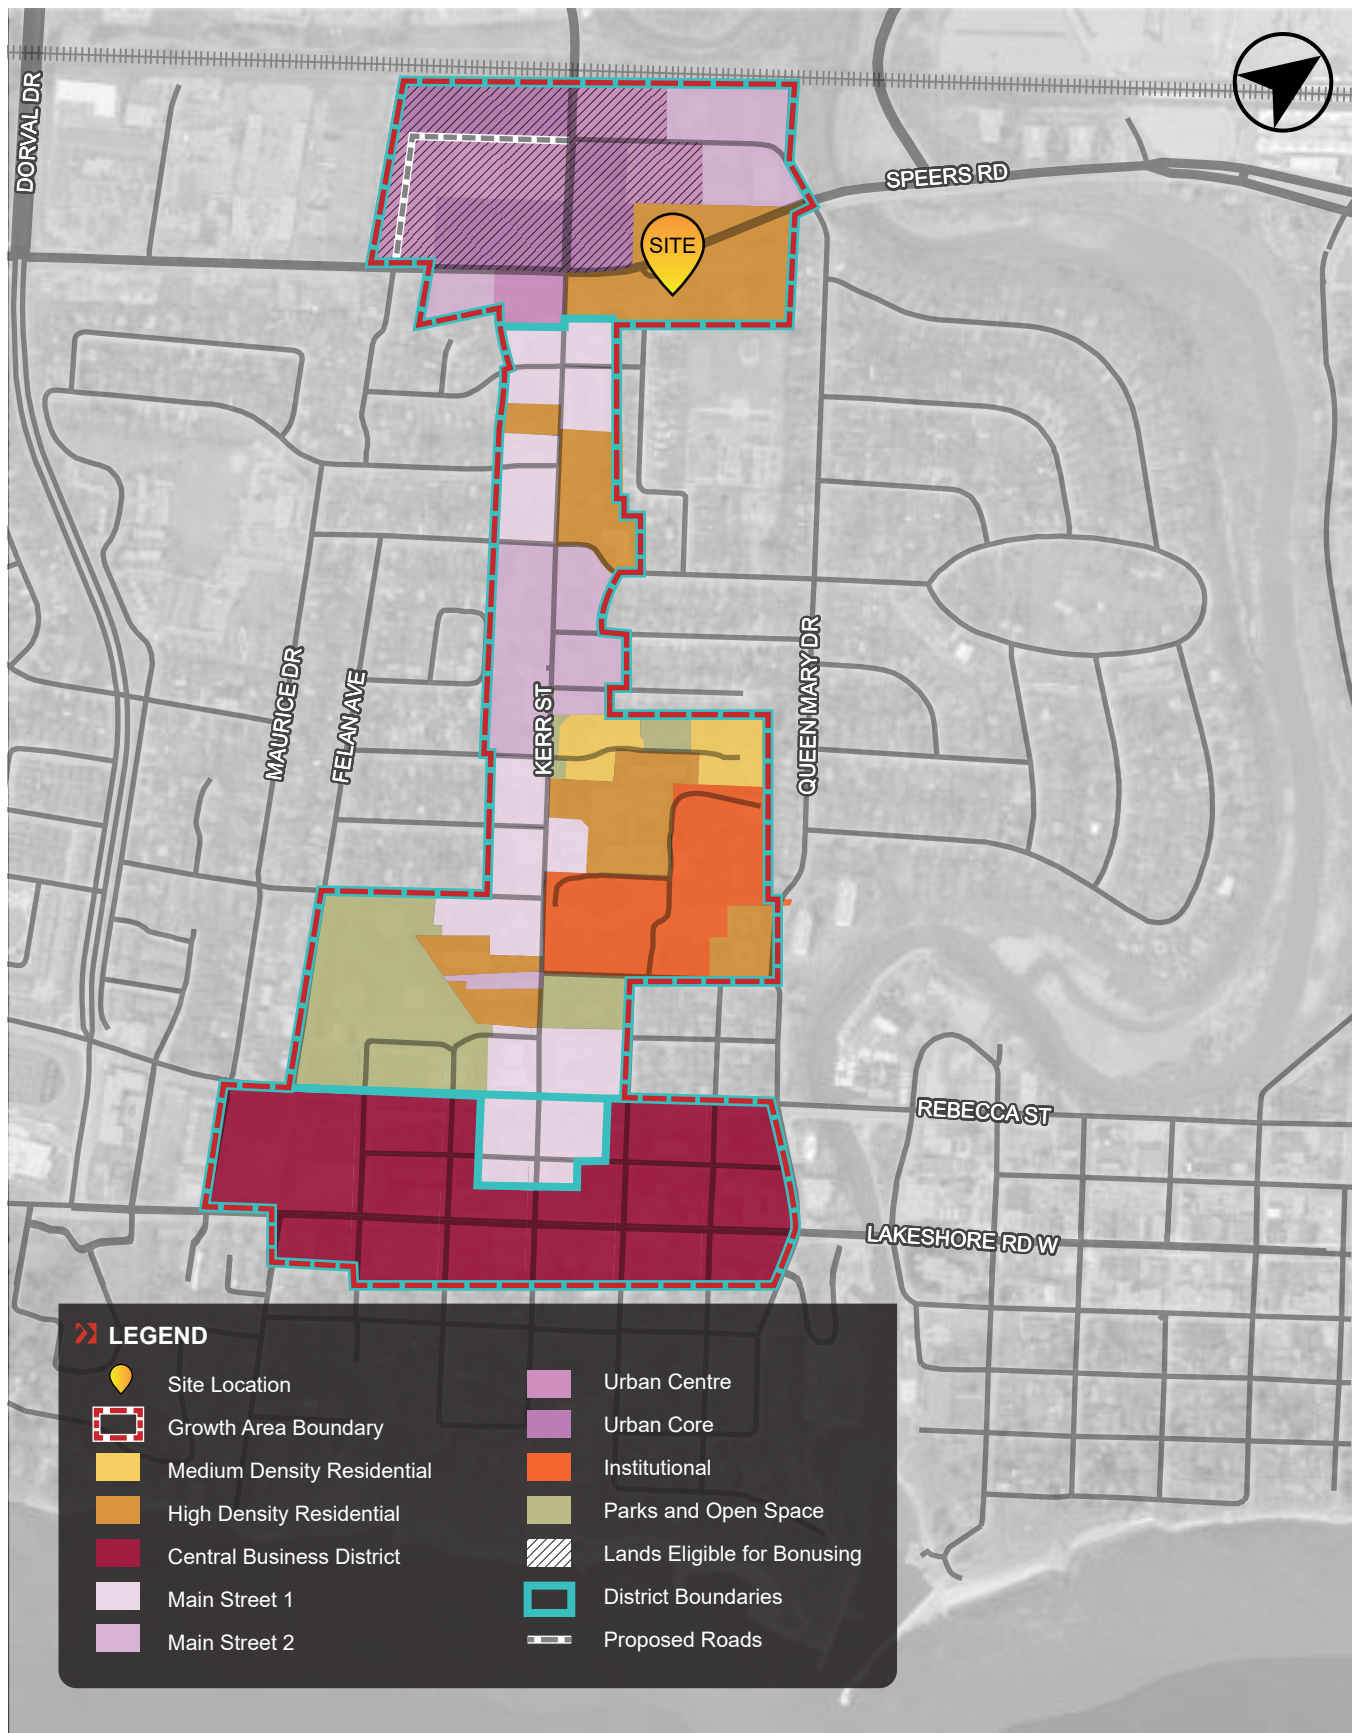 DORVAL DR
SPEERS RD
SITE
MAURICE DR
FELAN AVE
KERR ST
QUEEN MARY DR
REBECCA ST
LAKESHORE RD W
LEGEND
Site Location
Growth Area Boundary
Medium Density Residential
High Density Residential
Central Business District
Main Street 1
Main Street 2
Urban Centre
Urban Core
Institutional
Parks and Open Space
Lands Eligible for Bonusing
District Boundaries
Proposed Roads